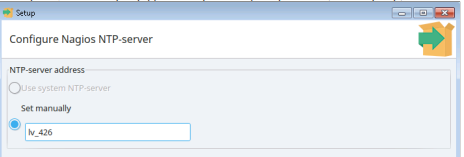 Setup
Configure Nagios NTP-server
NTP-server address
Use system NTP-server
Set manually
lv_426